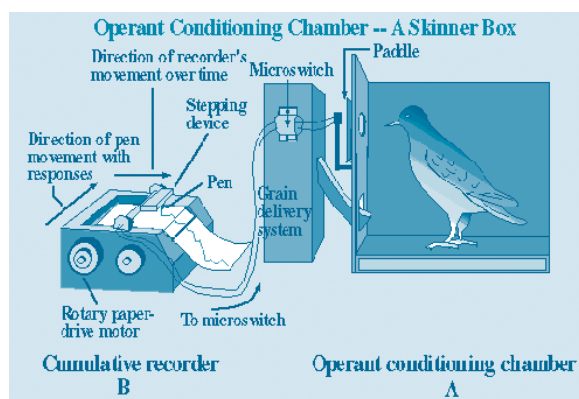 Operant Conditioning Chamber -- A Skinner Box
Direction of recorder's
movement over time
Microswitch
Paddle
Stepping
device
Direction of pen
movement with
responses
Pen
Grain
delivery
system
Rotary paper-
drive motor
To microswitch
Cumulative recorder
B
Operant conditioning chamber
A